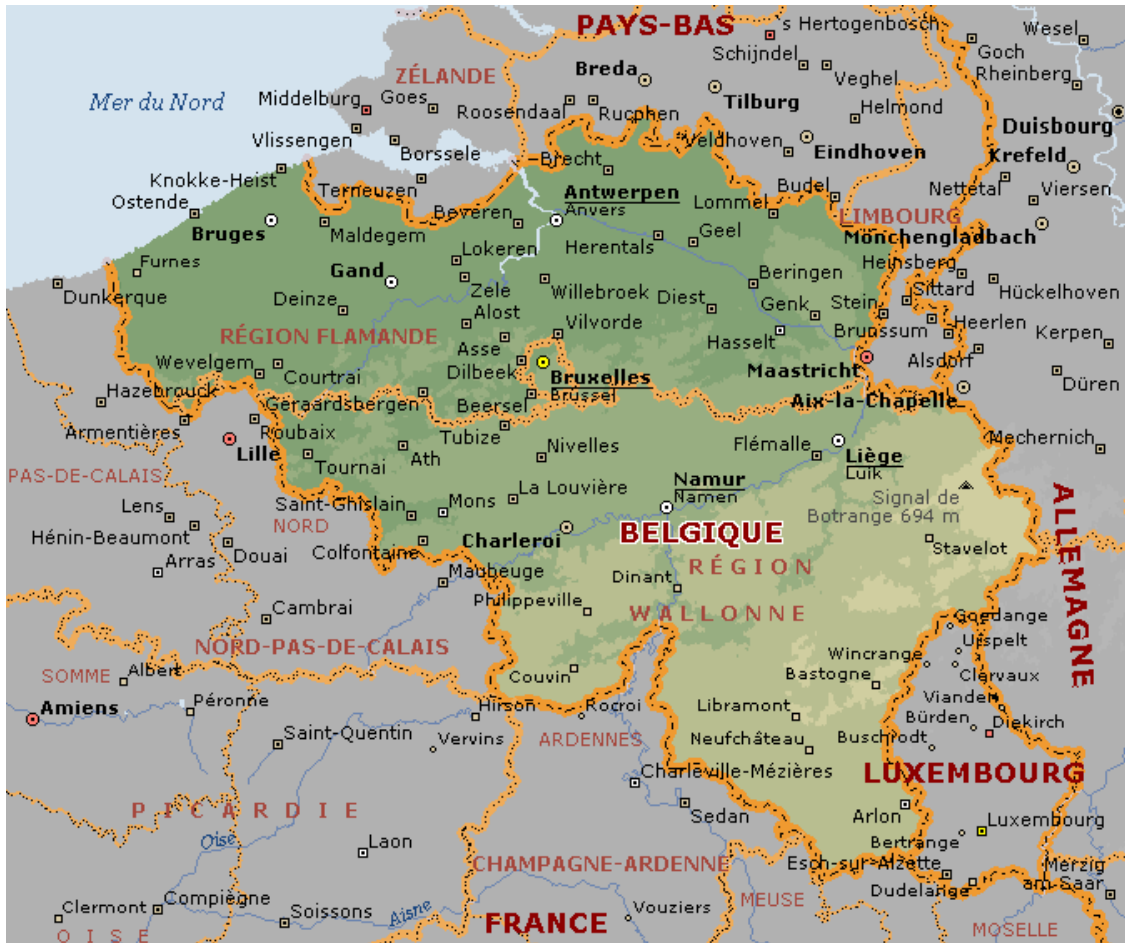 PAYS-BAS
's Hertogenbosch
Wesel
Schijndel
Goch
ZÉLANDE
Breda
Veghel
Rheinberg
Mer du Nord
Middelburg
Goes
Roosendaal
Rucphen
Tilburg
Helmond
Duisbourg
Vlissengen
Borssele
Veldhoven
Eindhoven
Krefeld
Knokke-Heist
Terneuzen
Brecht
Budel
Nettetal
Viersen
Ostende
Antwerpen
Anvers
Lommel
LIMBOURG
Bruges
Maldegem
Beveren
Lokeren
Herentals
Geel
Mönchengladbach
Furnes
Gand
Beringen
Heinsberg
Dunkerque
Deinze
Zele
Willebroek
Diest
Genk
Stein
Sittard
Hückelhoven
RÉGION FLAMANDE
Alost
Vilvorde
Hasselt
Brunssum
Heerlen
Kerpen
Wevelgem
Courtrai
Asse
Dilbeek
Bruxelles
Brüssel
Maastricht
Alsdorf
Düren
Hazebrouck
Geraardsbergen
Beersel
Aix-la-Chapelle
Armentières
Roubaix
Tubize
Nivelles
Flémalle
Liège
Luik
Mechernich
Lille
Tournai
Ath
PAS-DE-CALAIS
Namur
Namen
Signal de
Botrange 694 m
Lens
NORD
Saint-Ghislain
Mons
La Louvière
ALLEMAGNE
Hénin-Beaumont
Douai
Colfontaine
Charleroi
BELGIQUE
Stavelot
Arras
Maubeuge
Dinant
RÉGION
WALLONNE
Cambrai
Philippeville
Goedange
NORD-PAS-DE-CALAIS
Urspelt
Wincrange
SOMME
Albert
Couvin
Bastogne
Clervaux
Vianden
Amiens
Péronne
Hirson
Rocroi
Libramont
Bürden
Diekirch
Saint-Quentin
Vervins
ARDENNES
Neufchâteau
Buschrodt
Charleville-Mézières
LUXEMBOURG
PICARDIE
Sedan
Arlon
Luxembourg
Oise
Laon
Bertrange
CHAMPAGNE-ARDENNE
Esch-sur-Alzette
Merzig
am-Saar
Dudelange
Clermont
Compiègne
Soissons
Aisne
FRANCE
Vouziers
MEUSE
MOSELLE
OISE